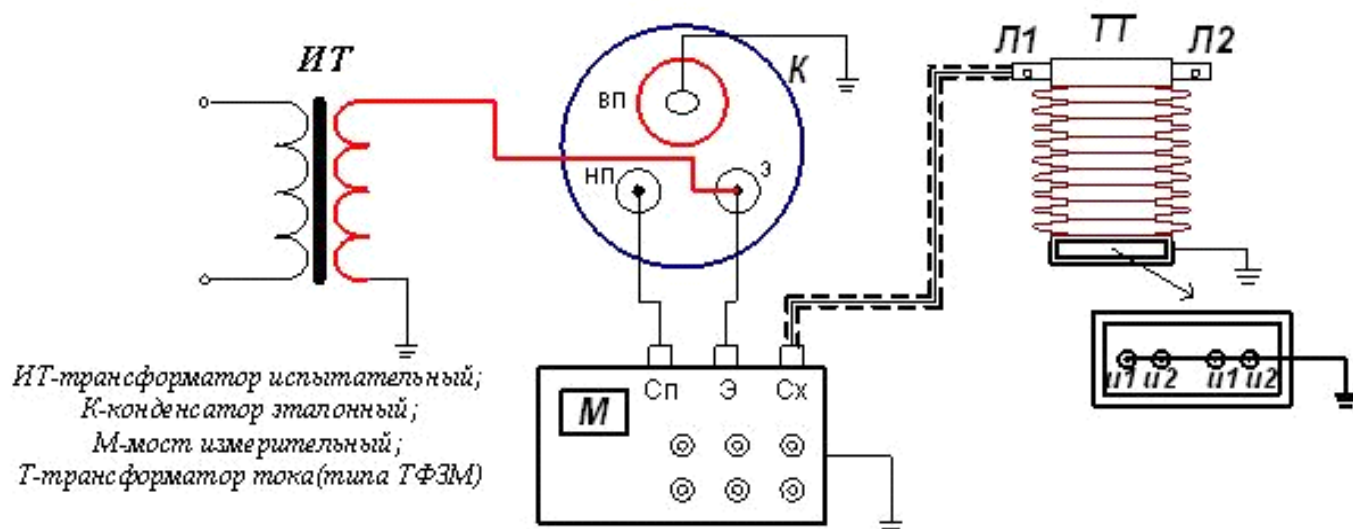 ИТ
ВП
К
НП
Э
Л1
ТТ
Л2
Сп Э Сх
М
и1 и2 и1 и2
ИТ-трансформатор испытательный;
К-конденсатор эталонный;
М-мост измерительный;
Т-трансформатор тока(типа ТФЗМ)